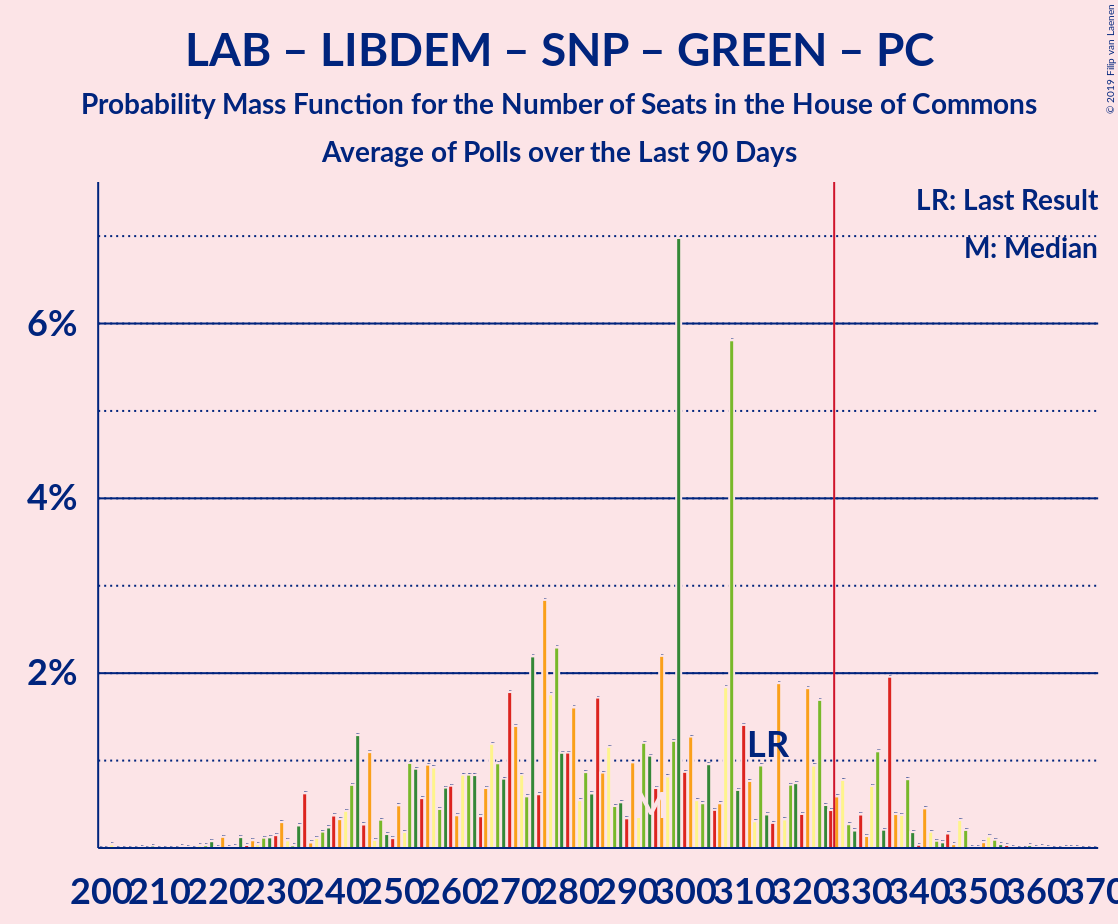 LAB – LIBDEM – SNP – GREEN – PC
Probability Mass Function for the Number of Seats in the House of Commons
Average of Polls over the Last 90 Days
© 2019 Filip van Laenen
LR: Last Result
M: Median
6%
4%
2%
LR
M
200 210 220 230 240 250 260 270 280 290 300 310 320 330 340 350 360 370